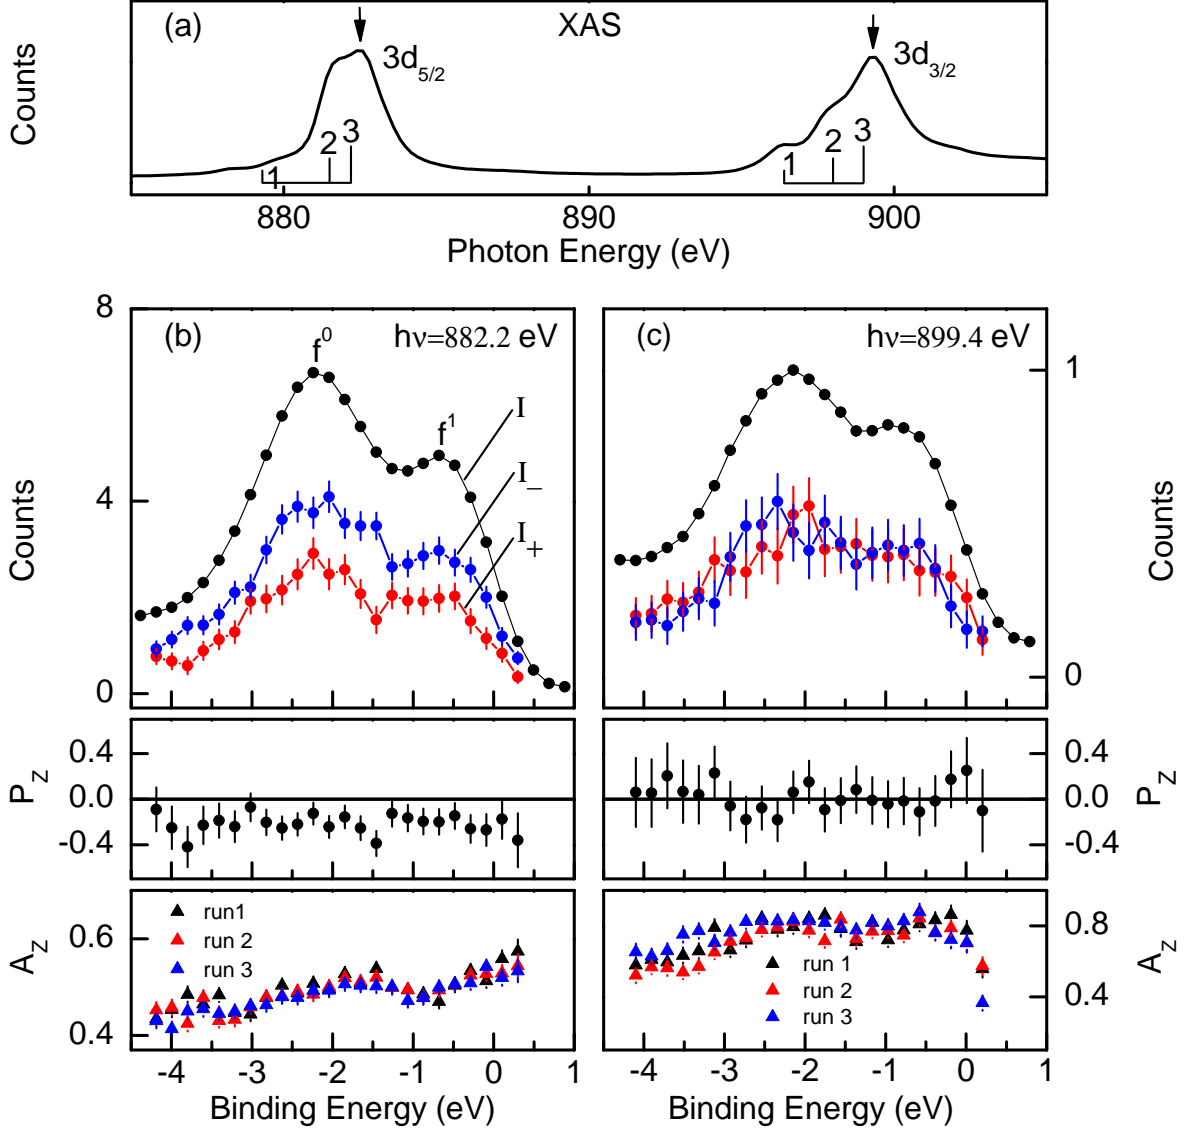 (a)
XAS
Counts
3d5/2
3d3/2
1 2 3
1 2 3
880 890 900
Photon Energy (eV)
8
4
0
Counts
(b)
hν=882.2 eV
f0
f1
I
I−
I+
(c)
hν=899.4 eV
1
0
Counts
0.4
0.0
-0.4
PZ
0.4
0.0
-0.4
PZ
0.6
0.4
AZ
run1
run 2
run 3
0.8
0.4
AZ
run 1
run 2
run 3
-4 -3 -2 -1 0 1
Binding Energy (eV)
-4 -3 -2 -1 0 1
Binding Energy (eV)